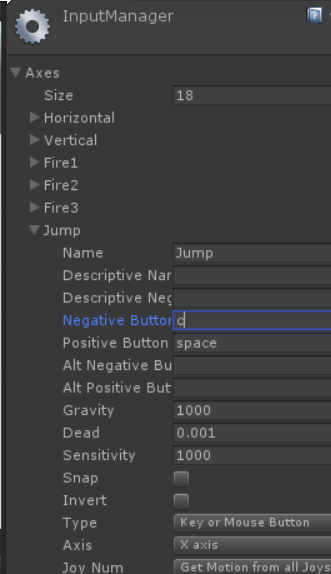 InputManager
Axes
Size 18
Horizontal
Vertical
Fire1
Fire2
Fire3
Jump
Name Jump
Descriptive Nar
Descriptive Neg
Negative Button c
Positive Button space
Alt Negative Bu
Alt Positive But
Gravity 1000
Dead 0.001
Sensitivity 1000
Snap
Invert
Type Key or Mouse Button
Axis X axis
Joy Num Get Motion from all Joys